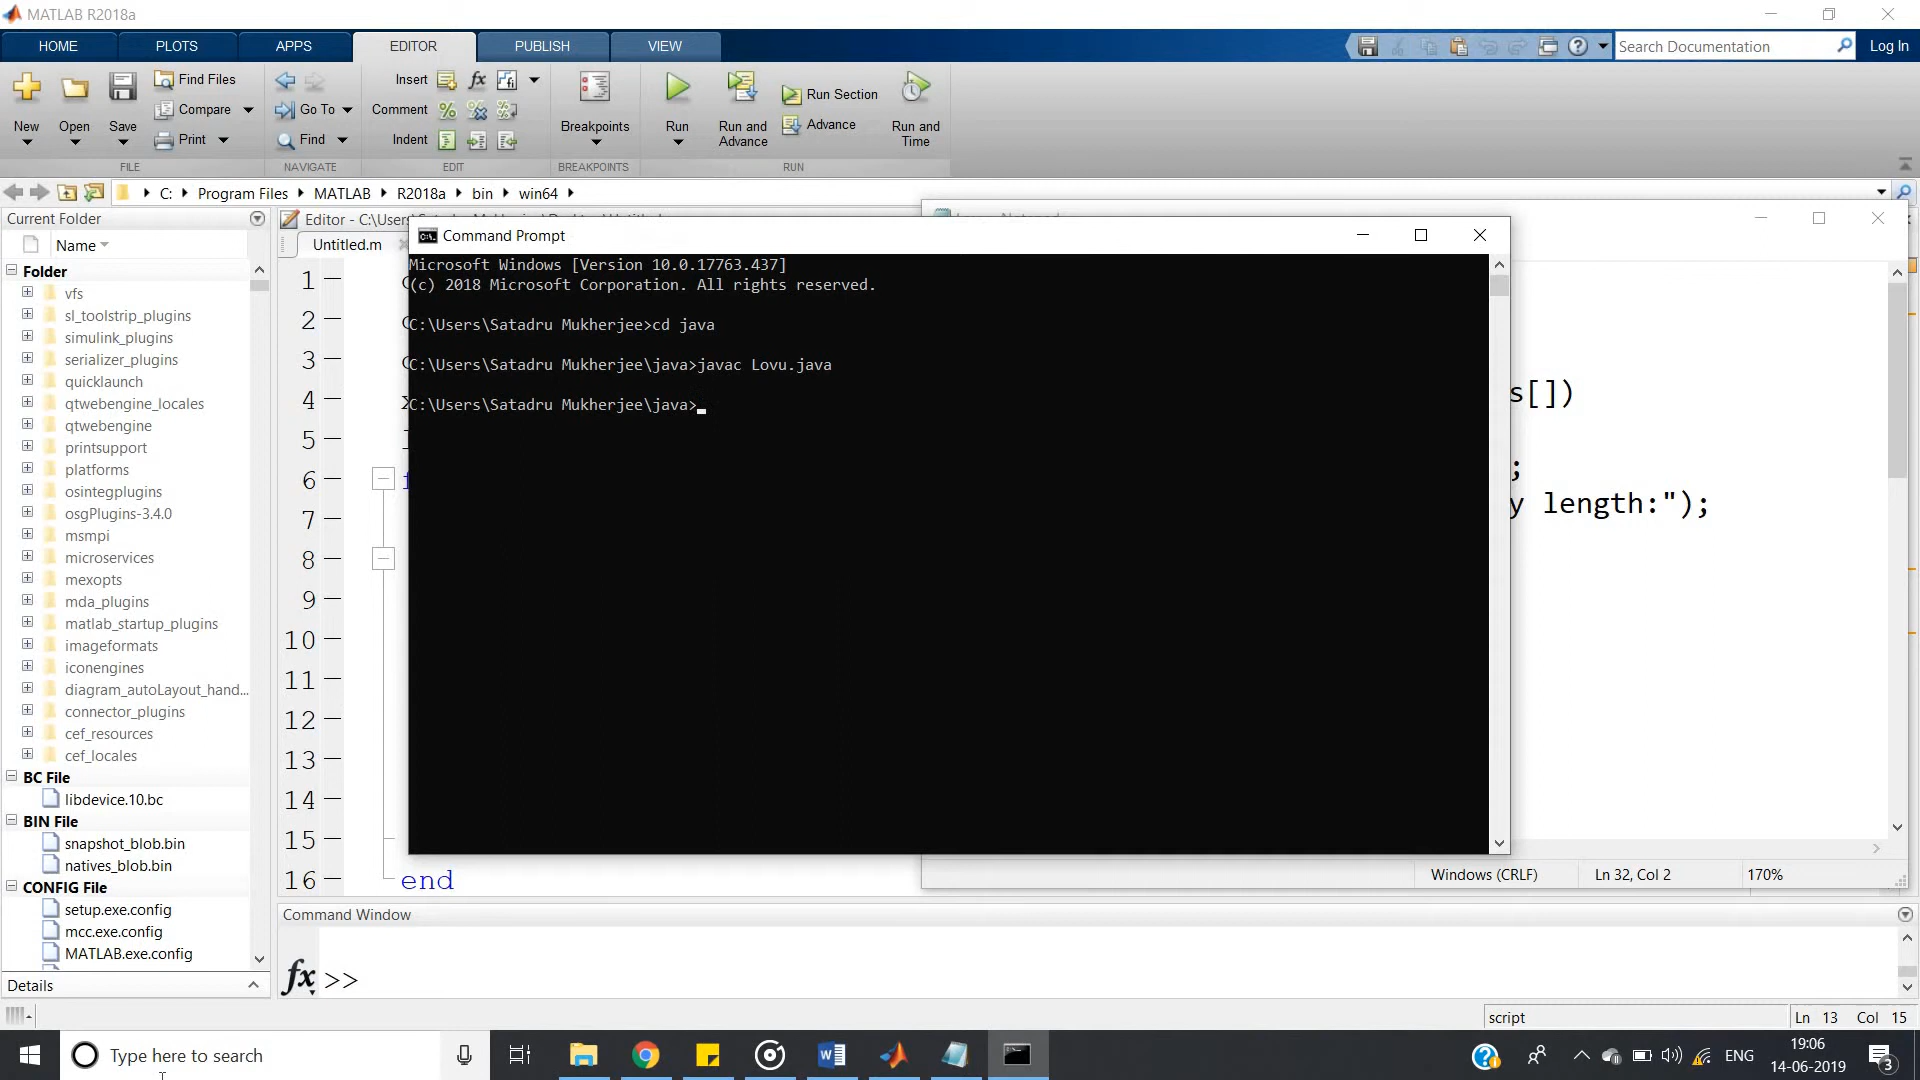 MATLAB R2018a
HOME PLOTS APPS EDITOR PUBLISH VIEW
Search Documentation
Log In
New
Open
Save
Find Files
Compare
Print
FILE
Go To
Find
NAVIGATE
Insert
Comment
Indent
EDIT
Breakpoints
BREAKPOINTS
Run
Run and
Advance
Run Section
Advance
Run and
Time
RUN
C: Program Files MATLAB R2018a bin win64
Current Folder
Name
Folder
vfs
sl_toolstrip_plugins
simulink_plugins
serializer_plugins
quicklaunch
qtwebengine_locales
qtwebengine
printsupport
platforms
osintegplugins
osgPlugins-3.4.0
msmpi
microservices
mexopts
mda_plugins
matlab_startup_plugins
imageformats
iconengines
diagram_autoLayout_hand...
connector_plugins
cef_resources
cef_locales
BC File
libdevice.10.bc
BIN File
snapshot_blob.bin
natives_blob.bin
CONFIG File
setup.exe.config
mcc.exe.config
MATLAB.exe.config
Details
Editor - C:\Users\
Untitled.m
1
2
3
4
5
6
7
8
9
10
11
12
13
14
15
16 end
Command Prompt
Microsoft Windows [Version 10.0.17763.437]
(c) 2018 Microsoft Corporation. All rights reserved.
C:\Users\Satadru Mukherjee>cd java
C:\Users\Satadru Mukherjee\java>javac Lovu.java
C:\Users\Satadru Mukherjee\java>
s[])
;
y length:");
Windows (CRLF) Ln 32, Col 2 170%
Command Window
fx >>
script Ln 13 Col 15
Type here to search
ENG
19:06
14-06-2019
3